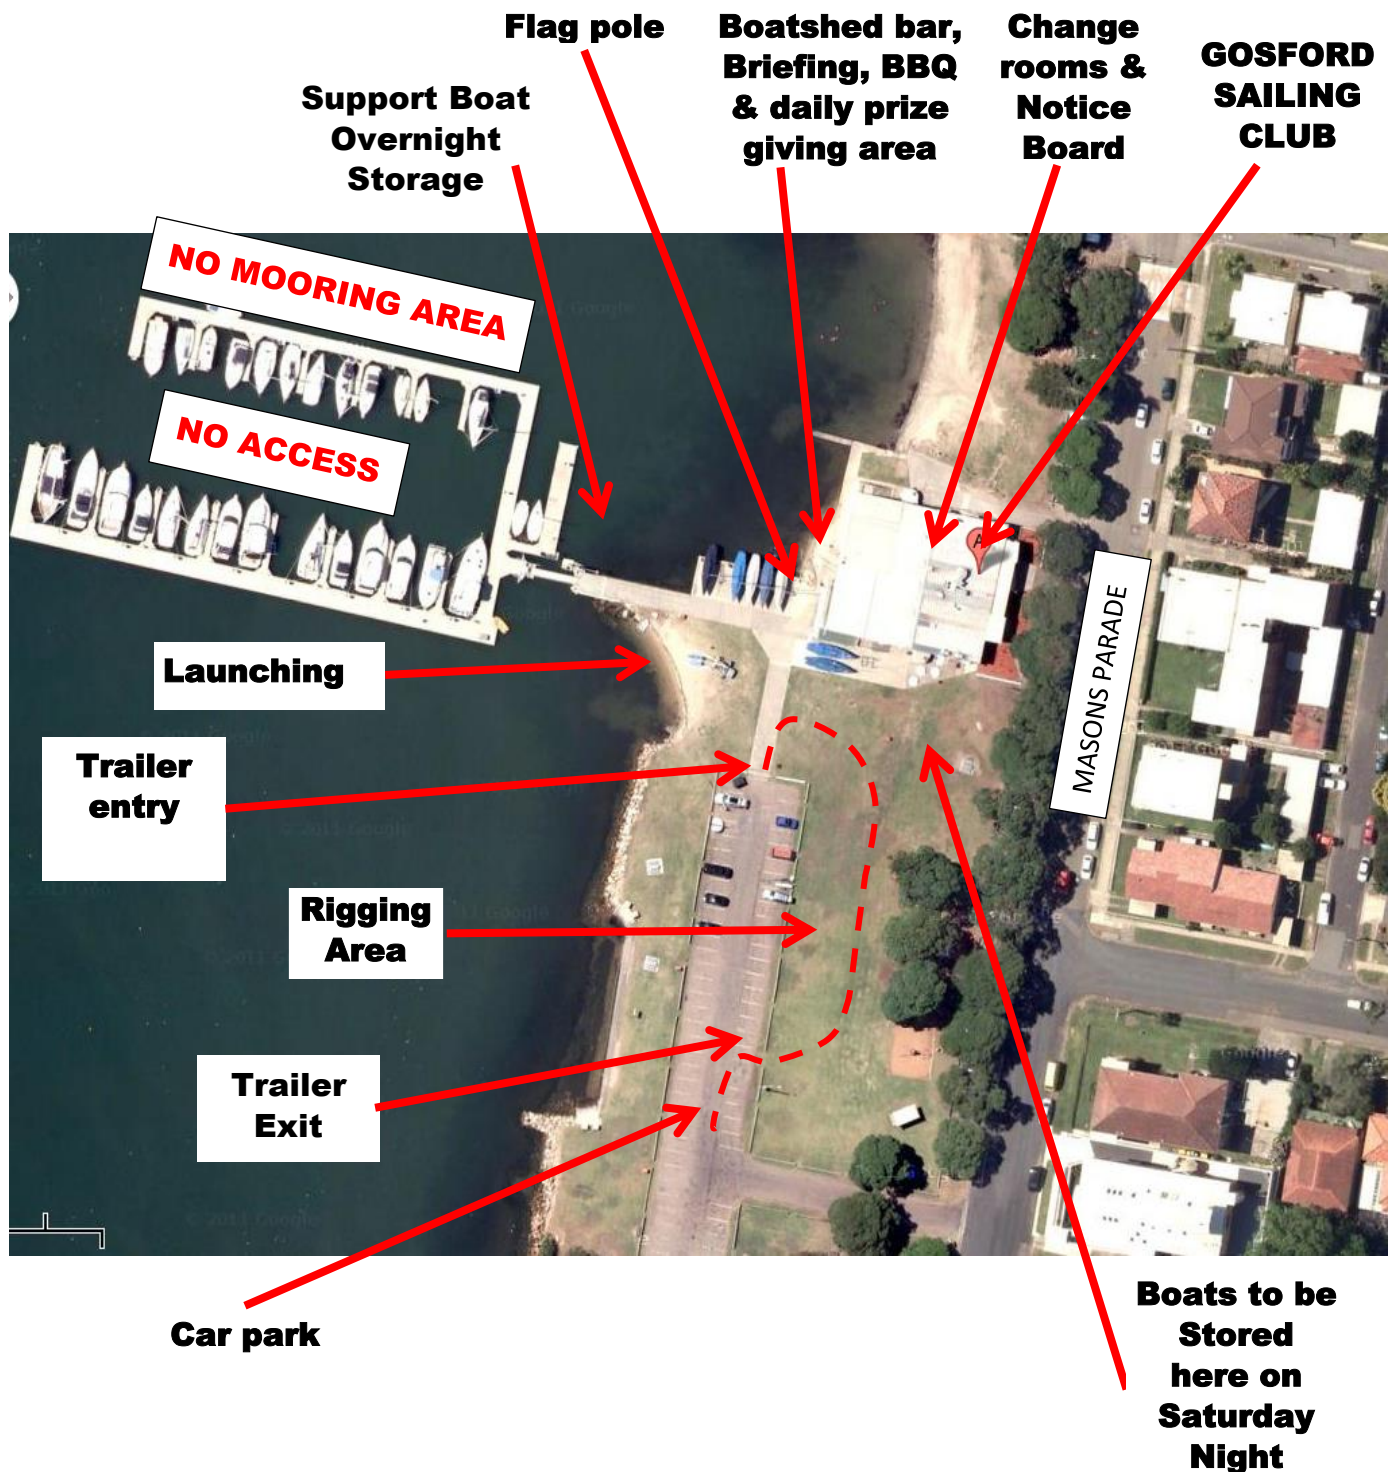 Flag pole
Boatshed bar,
Briefing, BBQ
& daily prize
giving area
Change
rooms &
Notice
Board
GOSFORD
SAILING
CLUB
Support Boat
Overnight
Storage
NO MOORING AREA
NO ACCESS
A
MASONS PARADE
Launching
Trailer
entry
Rigging
Area
Trailer
Exit
Car park
Boats to be
Stored
here on
Saturday
Night
© 2011 Google